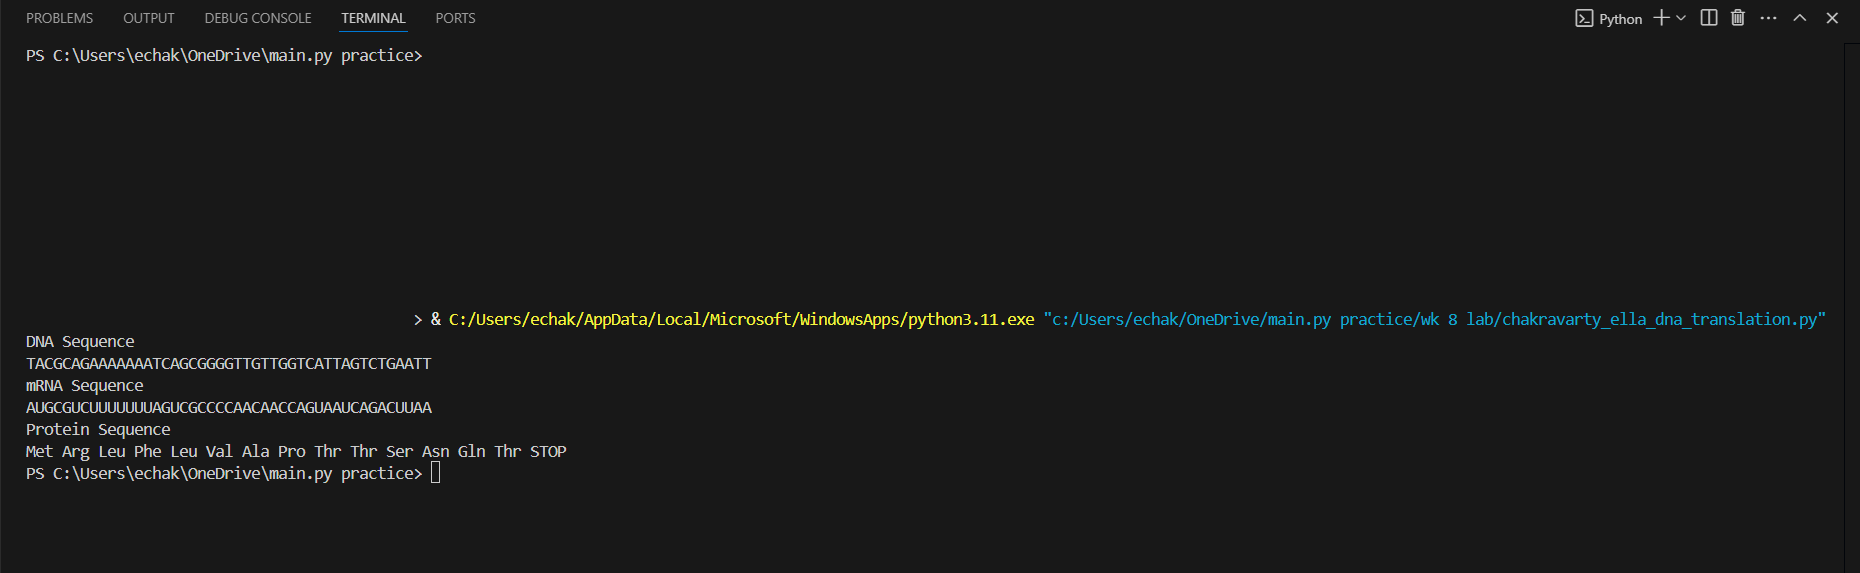 PROBLEMS OUTPUT DEBUG CONSOLE TERMINAL PORTS Python
PS C:\Users\echak\OneDrive\main.py practice>
> & C:/Users/echak/AppData/Local/Microsoft/WindowsApps/python3.11.exe "c:/Users/echak/OneDrive/main.py practice/wk 8 lab/chakravarty_ella_dna_translation.py"
DNA Sequence
TACGCAGAAAAAAATCAGCGGGGTTGTTGGTCATTAGTCTGAATT
mRNA Sequence
AUGCGUCUUUUUUUAGUCGCCCCAACAACCAGUAAUCAGACUUAA
Protein Sequence
Met Arg Leu Phe Leu Val Ala Pro Thr Thr Ser Asn Gln Thr STOP
PS C:\Users\echak\OneDrive\main.py practice>